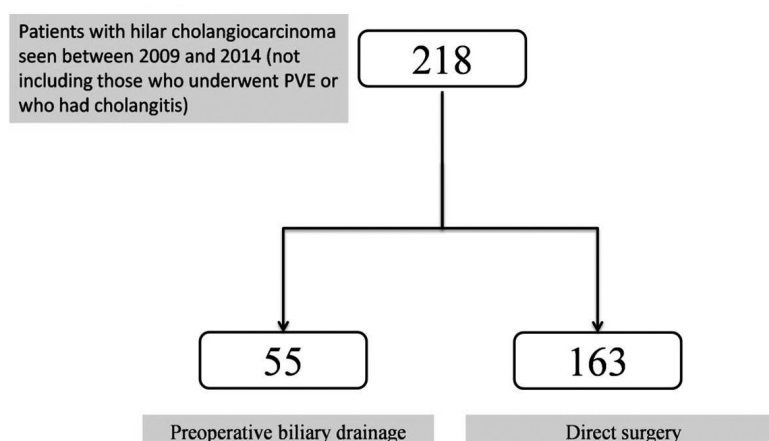 Patients with hilar cholangiocarcinoma
seen between 2009 and 2014 (not
including those who underwent PVE or
who had cholangitis)
218
55
163
Preoperative biliary drainage
Direct surgery